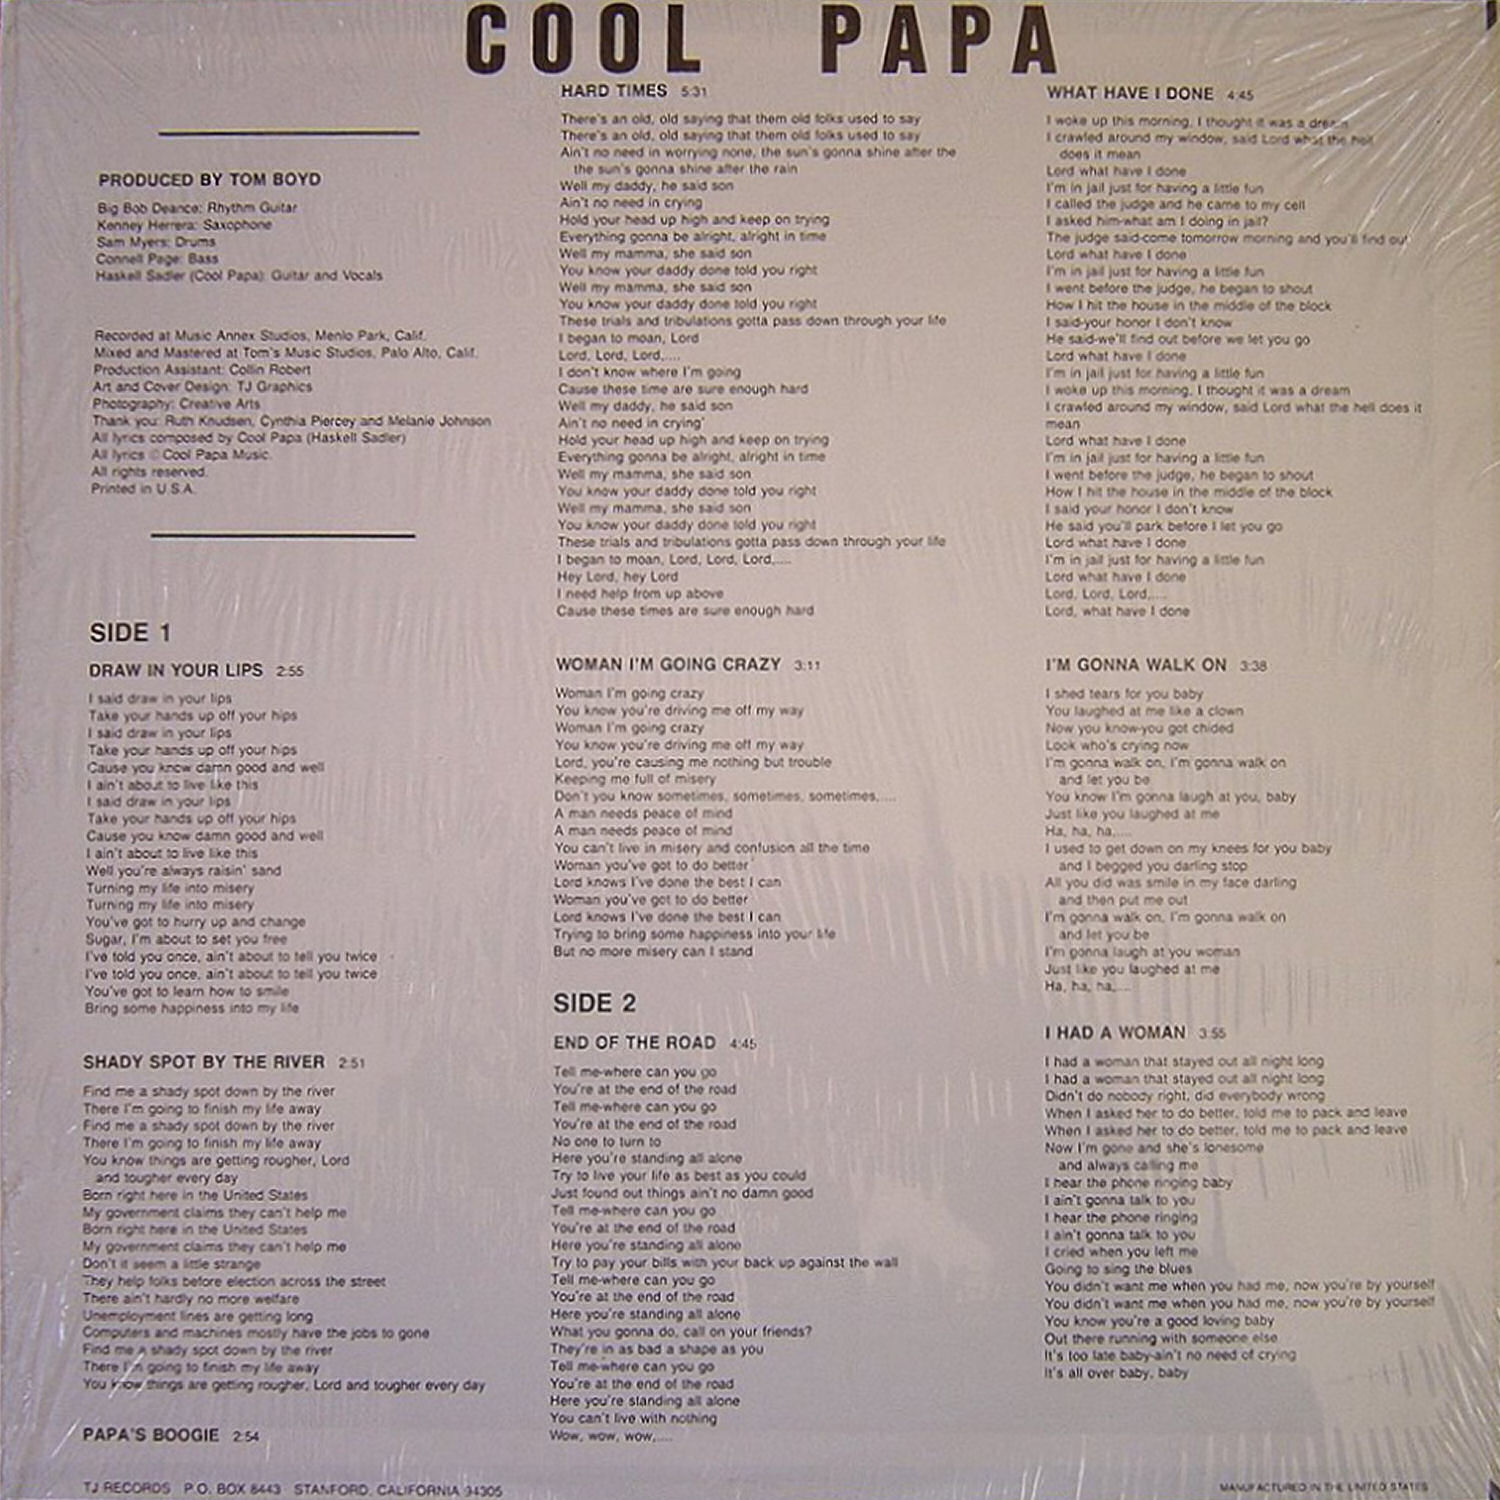 COOL PAPA
PRODUCED BY TOM BOYD
Big Bob Deance: Rhythm Guitar
Kenney Herrera: Saxophone
Sam Myers: Drums
Connell Page: Bass
Haskell Sadler (Cool Papa): Guitar and Vocals
Recorded at Music Annex Studios, Menlo Park, Calif.
Mixed and Mastered at Tom's Music Studios, Palo Alto, Calif.
Production Assistant: Collin Robert
Art and Cover Design: TJ Graphics
Photography: Creative Arts
Thank you: Ruth Knudsen, Cynthia Piercey and Melanie Johnson
All lyrics composed by Cool Papa (Haskell Sadler)
All lyrics © Cool Papa Music.
All rights reserved.
Printed in U.S.A.
SIDE 1
DRAW IN YOUR LIPS 2:55
I said draw in your lips
Take your hands up off your hips
I said draw in your lips
Take your hands up off your hips
Cause you know damn good and well
I ain't about to live like this
I said draw in your lips
Take your hands up off your hips
Cause you know damn good and well
I ain't about to live like this
Well you're always raisin' sand
Turning my life into misery
Turning my life into misery
You've got to hurry up and change
Sugar, I'm about to set you free
I've told you once, ain't about to tell you twice
I've told you once, ain't about to tell you twice
You've got to learn how to smile
Bring some happiness into my life
SHADY SPOT BY THE RIVER 2:51
Find me a shady spot down by the river
There I'm going to finish my life away
Find me a shady spot down by the river
There I'm going to finish my life away
You know things are getting rougher, Lord
and tougher every day
Born right here in the United States
My government claims they can't help me
Born right here in the United States
My government claims they can't help me
Don't it seem a little strange
They help folks before election across the street
There ain't hardly no more welfare
Unemployment lines are getting long
Computers and machines mostly have the jobs to gone
Find me a shady spot down by the river
There I'm going to finish my life away
You know things are getting rougher, Lord and tougher every day
PAPA'S BOOGIE 2:54
HARD TIMES 5:31
There's an old, old saying that them old folks used to say
There's an old, old saying that them old folks used to say
Ain't no need in worrying none, the sun's gonna shine after the
the sun's gonna shine after the rain
Well my daddy, he said son
Ain't no need in crying
Hold your head up high and keep on trying
Everything gonna be alright, alright in time
Well my mamma, she said son
You know your daddy done told you right
Well my mamma, she said son
You know your daddy done told you right
These trials and tribulations gotta pass down through your life
I began to moan, Lord
Lord, Lord, Lord,....
I don't know where I'm going
Cause these time are sure enough hard
Well my daddy, he said son
Ain't no need in crying'
Hold your head up high and keep on trying
Everything gonna be alright, alright in time
Well my mamma, she said son
You know your daddy done told you right
Well my mamma, she said son
You know your daddy done told you right
These trials and tribulations gotta pass down through your life
I began to moan, Lord, Lord, Lord,....
Hey Lord, hey Lord
I need help from up above
Cause these times are sure enough hard
WOMAN I'M GOING CRAZY 3:11
Woman I'm going crazy
You know you're driving me off my way
Woman I'm going crazy
You know you're driving me off my way
Lord, you're causing me nothing but trouble
Keeping me full of misery
Don't you know sometimes, sometimes, sometimes,....
A man needs peace of mind
A man needs peace of mind
You can't live in misery and confusion all the time
Woman you've got to do better
Lord knows I've done the best I can
Woman you've got to do better
Lord knows I've done the best I can
Trying to bring some happiness into your life
But no more misery can I stand
SIDE 2
END OF THE ROAD 4:45
Tell me-where can you go
You're at the end of the road
Tell me-where can you go
You're at the end of the road
No one to turn to
Here you're standing all alone
Try to live your life as best as you could
Just found out things ain't no damn good
Tell me-where can you go
You're at the end of the road
Here you're standing all alone
Try to pay your bills with your back up against the wall
Tell me-where can you go
You're at the end of the road
Here you're standing all alone
What you gonna do, call on your friends?
They're in as bad a shape as you
Tell me-where can you go
You're at the end of the road
Here you're standing all alone
You can't live with nothing
Wow, wow, wow,....
WHAT HAVE I DONE 4:45
I woke up this morning, I thought it was a dream
I crawled around my window, said Lord what the hell
does it mean
Lord what have I done
I'm in jail just for having a little fun
I called the judge and he came to my cell
I asked him-what am I doing in jail?
The judge said-come tomorrow morning and you'll find out
Lord what have I done
I'm in jail just for having a little fun
I went before the judge, he began to shout
How I hit the house in the middle of the block
I said-your honor I don't know
He said-we'll find out before we let you go
Lord what have I done
I'm in jail just for having a little fun
I woke up this morning, I thought it was a dream
I crawled around my window, said Lord what the hell does it
mean
Lord what have I done
I'm in jail just for having a little fun
I went before the judge, he began to shout
How I hit the house in the middle of the block
I said your honor I don't know
He said you'll park before I let you go
Lord what have I done
I'm in jail just for having a little fun
Lord what have I done
Lord, Lord, Lord,....
Lord, what have I done
I'M GONNA WALK ON 3:38
I shed tears for you baby
You laughed at me like a clown
Now you know-you got chided
Look who's crying now
I'm gonna walk on, I'm gonna walk on
and let you be
You know I'm gonna laugh at you, baby
Just like you laughed at me
Ha, ha, ha,....
I used to get down on my knees for you baby
and I begged you darling stop
All you did was smile in my face darling
and then put me out
I'm gonna walk on, I'm gonna walk on
and let you be
I'm gonna laugh at you woman
Just like you laughed at me
Ha, ha, ha,....
I HAD A WOMAN 3:55
I had a woman that stayed out all night long
I had a woman that stayed out all night long
Didn't do nobody right, did everybody wrong
When I asked her to do better, told me to pack and leave
When I asked her to do better, told me to pack and leave
Now I'm gone and she's lonesome
and always calling me
I hear the phone ringing baby
I ain't gonna talk to you
I hear the phone ringing
I ain't gonna talk to you
I cried when you left me
Going to sing the blues
You didn't want me when you had me, now you're by yourself
You didn't want me when you had me, now you're by yourself
You know you're a good loving baby
Out there running with someone else
It's too late baby-ain't no need of crying
It's all over baby, baby
TJ RECORDS P.O. BOX 8443 STANFORD, CALIFORNIA 94305
MANUFACTURED IN THE UNITED STATES